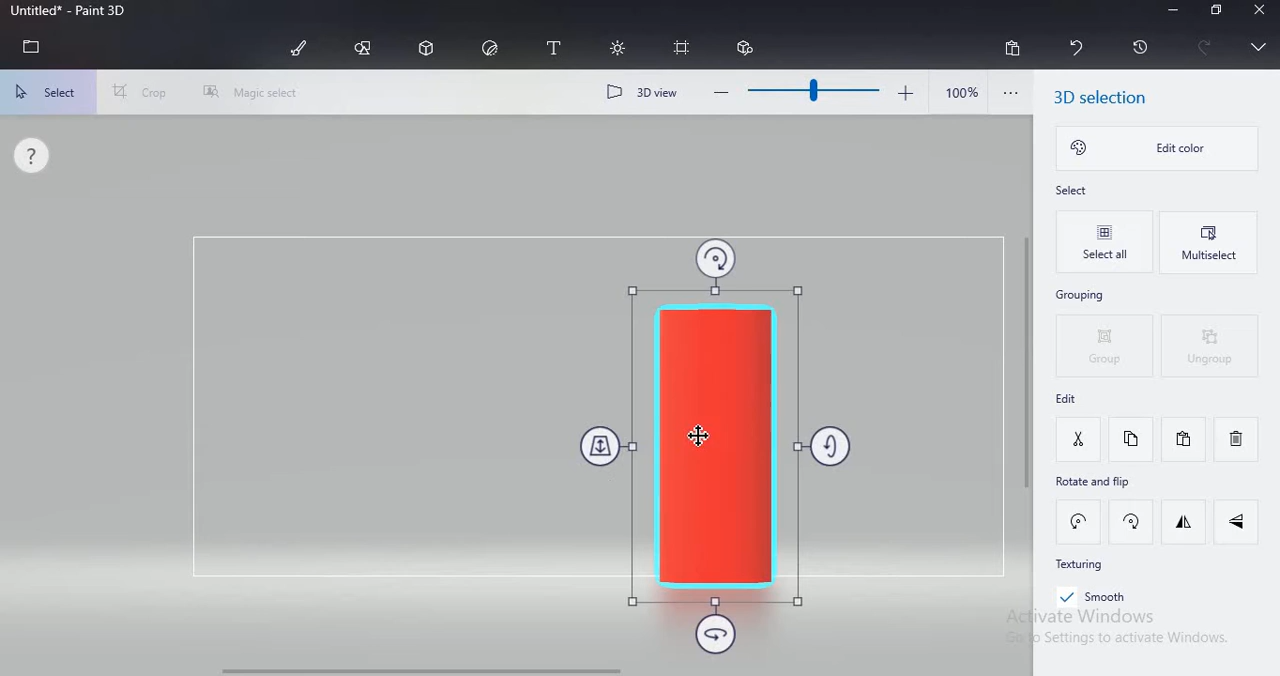 Untitled* - Paint 3D
Select
Crop
Magic select
3D view
100%
3D selection
Edit color
Select
Select all
Multiselect
Grouping
Group
Ungroup
Edit
Rotate and flip
Texturing
Smooth
Activate Windows
Go to Settings to activate Windows.